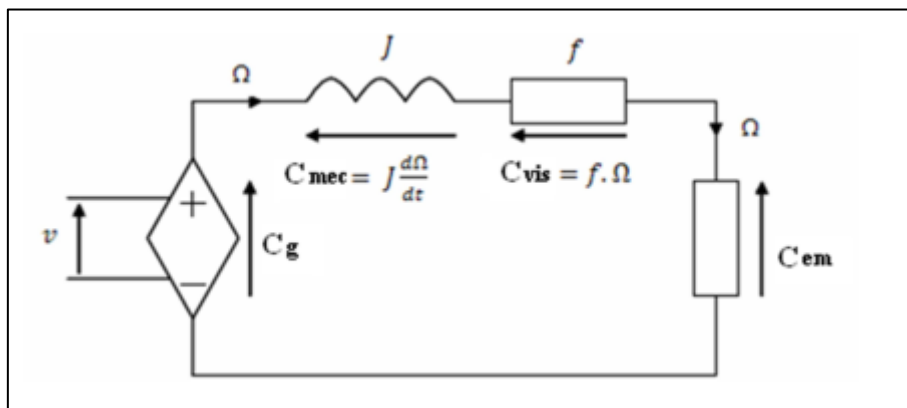 J
f
Ω
Ω
Cmec = J dΩ/dt
Cvis = f. Ω
+
v
Cg
Cem
−